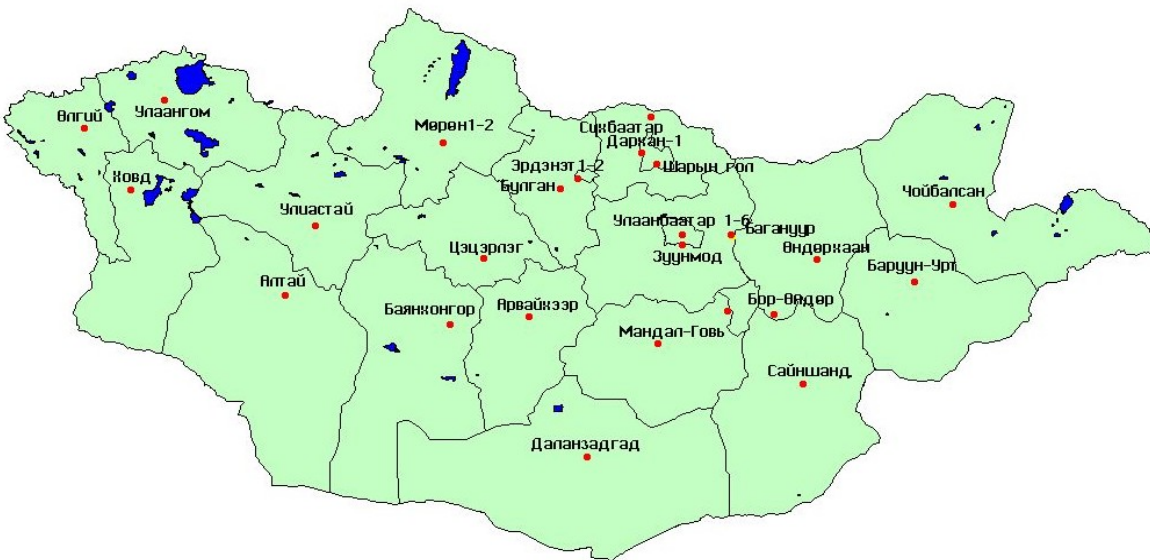 Улаангом
Өлгий
Мөрөн1-2
Сүхбаатар
Дархан-1
Шарын гол
Эрдэнэт1-2
Булган
Ховд
Чойбалсан
Улиастай
Улаанбаатар 1-6
Багануур
Цэцэрлэг
Зуунмод
Өндөрхаан
Баруун-Урт
Алтай
Баянхонгор
Арвайхээр
Бор-Өндөр
Мандал-Говь
Сайншанд
Даланзадгад